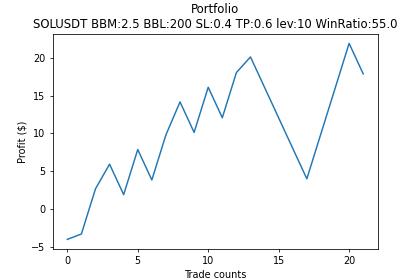 Portfolio
SOLUSDT BBM:2.5 BBL:200 SL:0.4 TP:0.6 lev:10 WinRatio:55.0
Profit ($)
20
15
10
5
0
−5
0
5
10
15
20
Trade counts